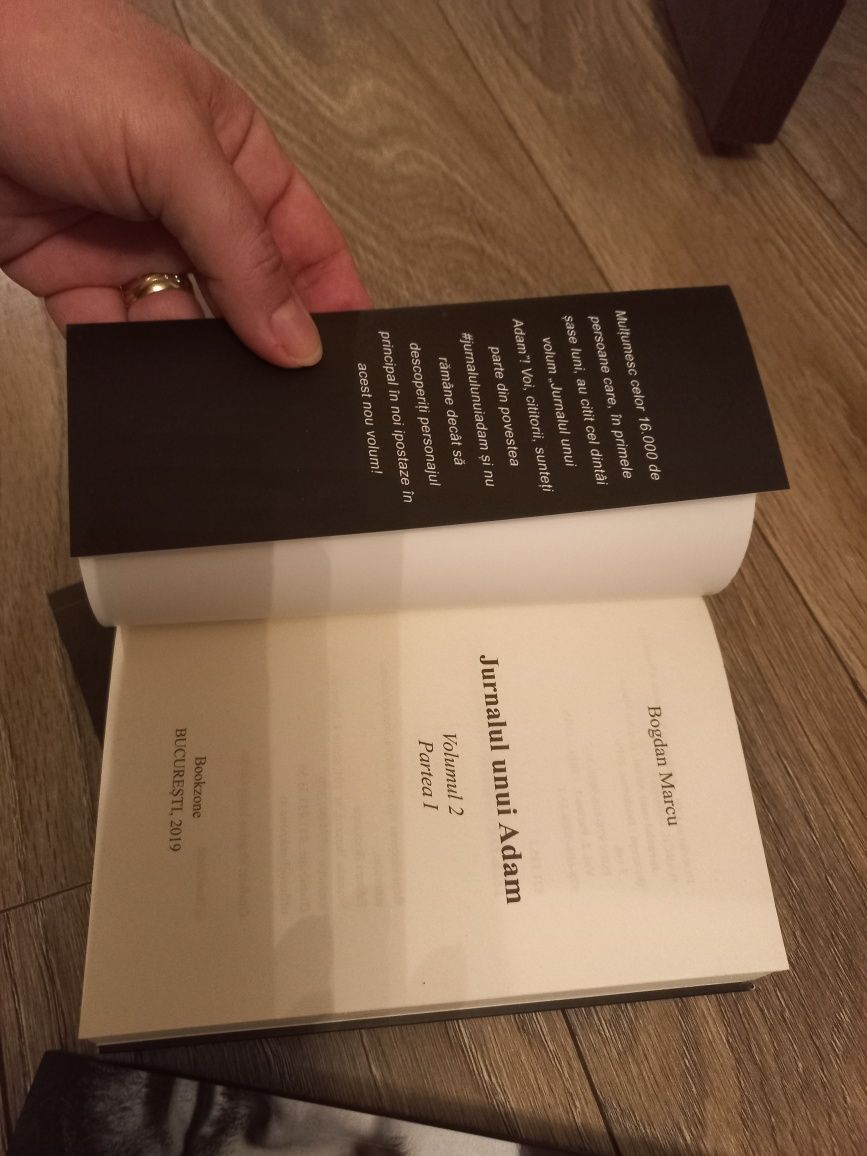 Mulțumesc celor 16.000 de
persoane care, în primele
șase luni, au citit cel dintâi
volum „Jurnalul unui
Adam"! Voi, cititorii, sunteți
parte din povestea
#jurnalulunuiadam și nu
rămâne decât să
descoperiți personajul
principal în noi ipostaze în
acest nou volum!
Bogdan Marcu
Jurnalul unui Adam
Volumul 2
Partea I
Bookzone
BUCUREȘTI, 2019